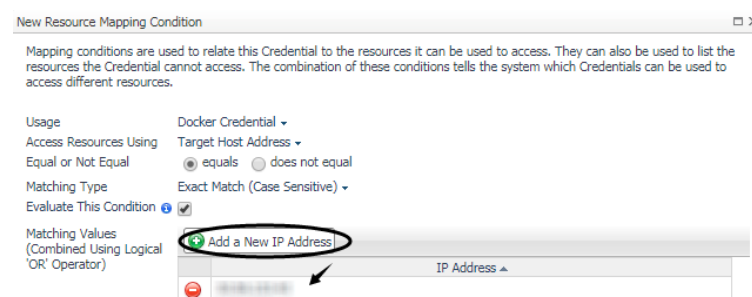 New Resource Mapping Condition
Mapping conditions are used to relate this Credential to the resources it can be used to access. They can also be used to list the
resources the Credential cannot access. The combination of these conditions tells the system which Credentials can be used to
access different resources.
Usage Docker Credential
Access Resources Using Target Host Address
Equal or Not Equal equals does not equal
Matching Type Exact Match (Case Sensitive)
Evaluate This Condition
Matching Values
(Combined Using Logical
'OR' Operator)
Add a New IP Address
IP Address